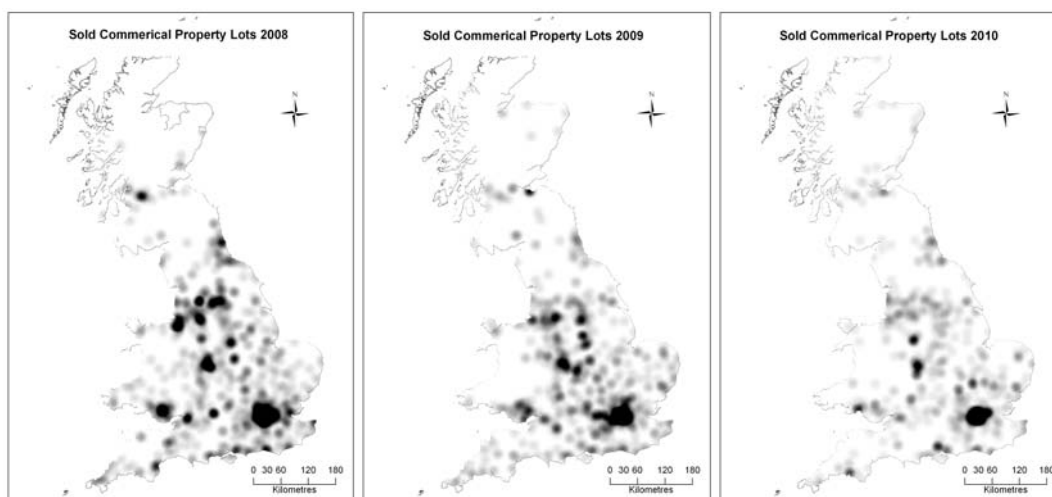 Sold Commerical Property Lots 2008
N
0 30 60 120 180
Kilometres
Sold Commerical Property Lots 2009
N
0 30 60 120 180
Kilometres
Sold Commerical Property Lots 2010
N
0 30 60 120 180
Kilometres